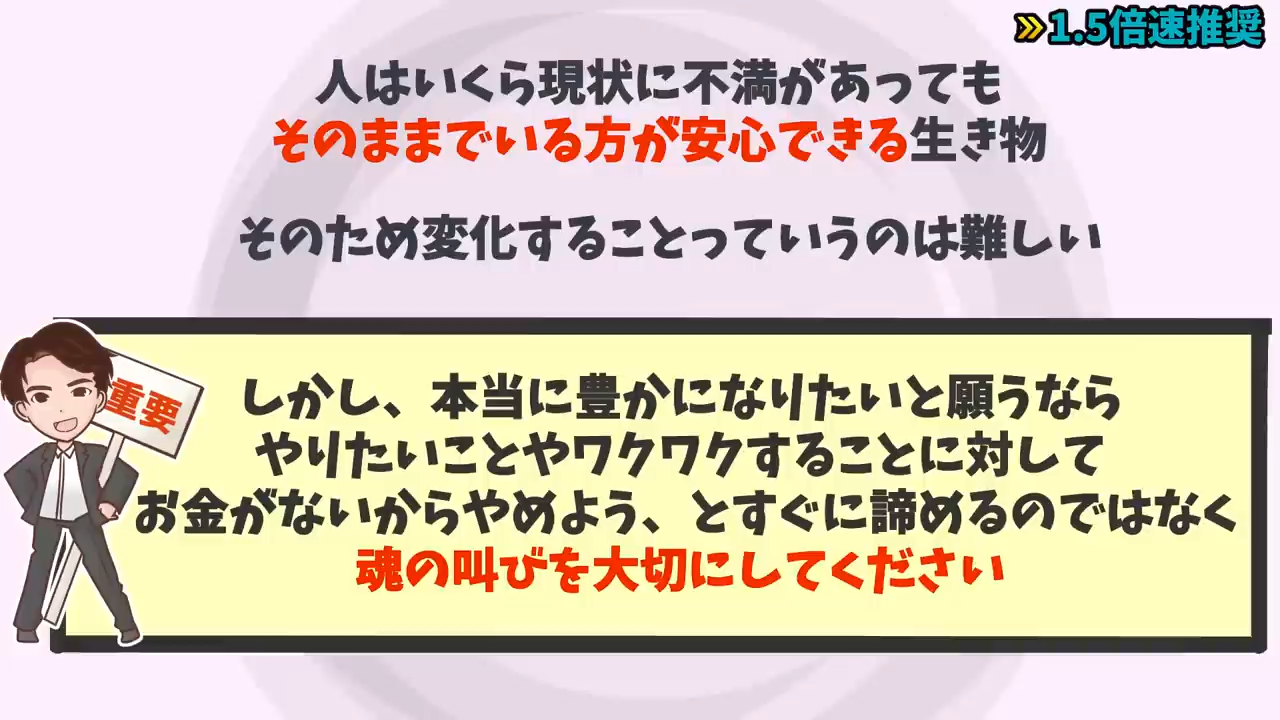 »1.5倍速推奨
人はいくら現状に不満があっても
そのままでいる方が安心できる生き物
そのため変化することっていうのは難しい
重要
しかし、本当に豊かになりたいと願うなら
やりたいことやワクワクすることに対して
お金がないからやめよう、とすぐに諦めるのではなく
魂の叫びを大切にしてください